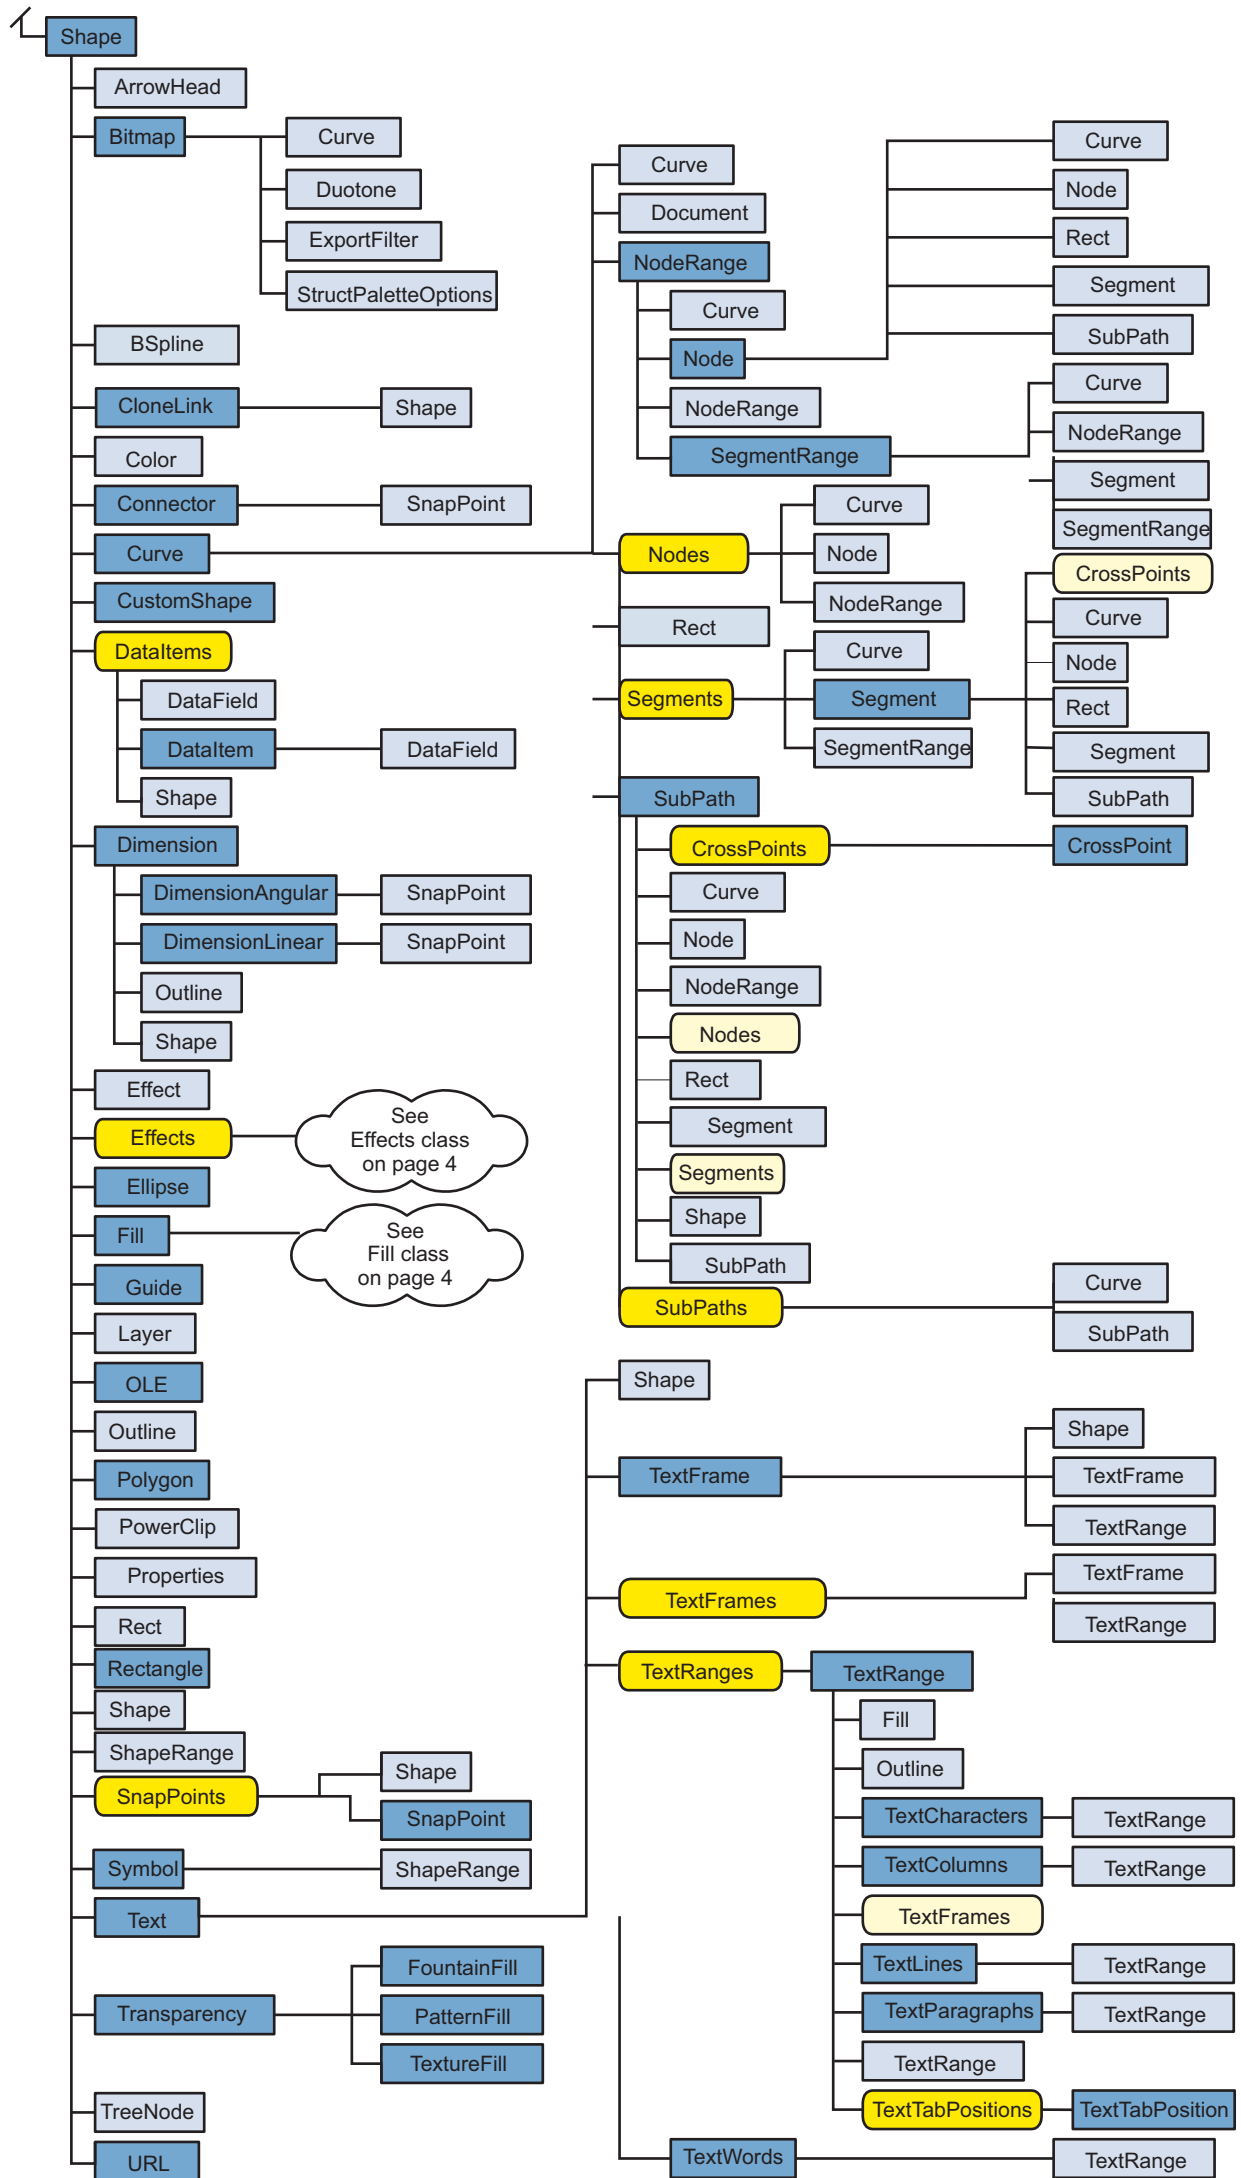 Shape
ArrowHead
Bitmap
Curve
Duotone
ExportFilter
StructPaletteOptions
BSpline
CloneLink
Shape
Color
Connector
SnapPoint
Curve
CustomShape
DataItems
DataField
DataItem
DataField
Shape
Dimension
DimensionAngular
SnapPoint
DimensionLinear
SnapPoint
Outline
Shape
Effect
Effects
See
Effects class
on page 4
Ellipse
Fill
See
Fill class
on page 4
Guide
Layer
OLE
Outline
Polygon
PowerClip
Properties
Rect
Rectangle
Shape
ShapeRange
SnapPoints
Shape
SnapPoint
Symbol
ShapeRange
Text
Transparency
FountainFill
PatternFill
TextureFill
TreeNode
URL
Curve
Document
NodeRange
Curve
Node
NodeRange
SegmentRange
Curve
Node
Rect
Segment
SubPath
Curve
NodeRange
Segment
SegmentRange
Nodes
Curve
Node
NodeRange
Rect
Segments
Curve
Segment
SegmentRange
CrossPoints
Curve
Node
Rect
Segment
SubPath
SubPath
CrossPoints
CrossPoint
Curve
Node
NodeRange
Nodes
Rect
Segment
Segments
Shape
SubPath
SubPaths
Curve
SubPath
Shape
TextFrame
Shape
TextFrame
TextRange
TextFrames
TextFrame
TextRange
TextRanges
TextRange
Fill
Outline
TextCharacters
TextRange
TextColumns
TextRange
TextFrames
TextLines
TextRange
TextParagraphs
TextRange
TextRange
TextTabPositions
TextTabPosition
TextWords
TextRange